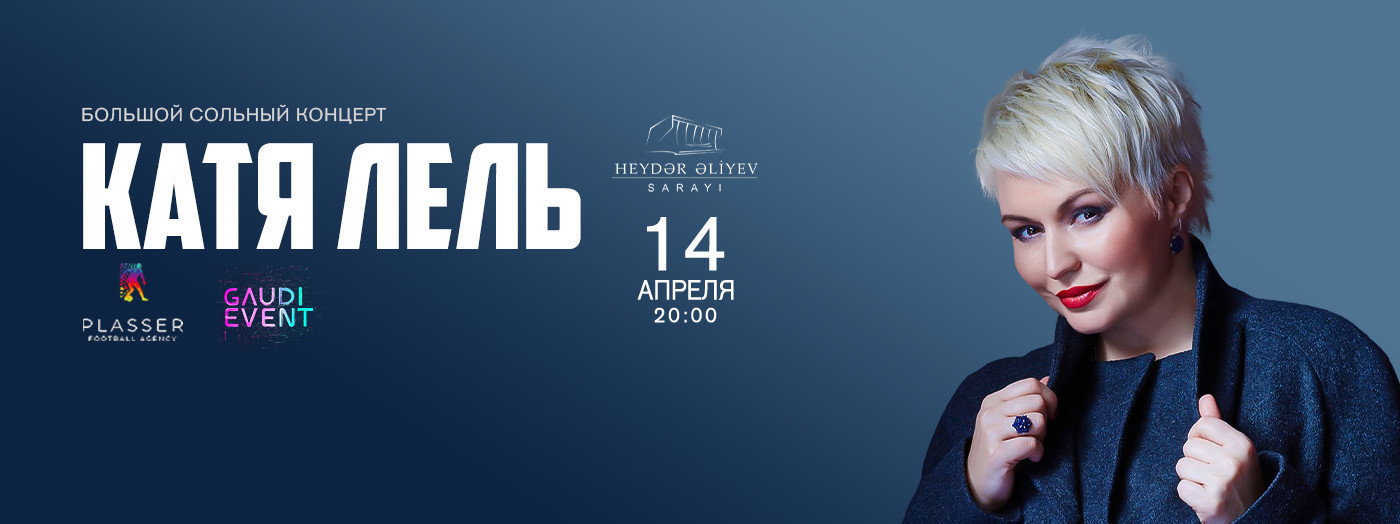 БОЛЬШОЙ СОЛЬНЫЙ КОНЦЕРТ
КАТЯ ЛЕЛЬ
PLASSER
FOOTBALL AGENCY
GAUDI
EVENT
HEYDƏR ƏLİYEV
SARAYI
14
АПРЕЛЯ
20:00